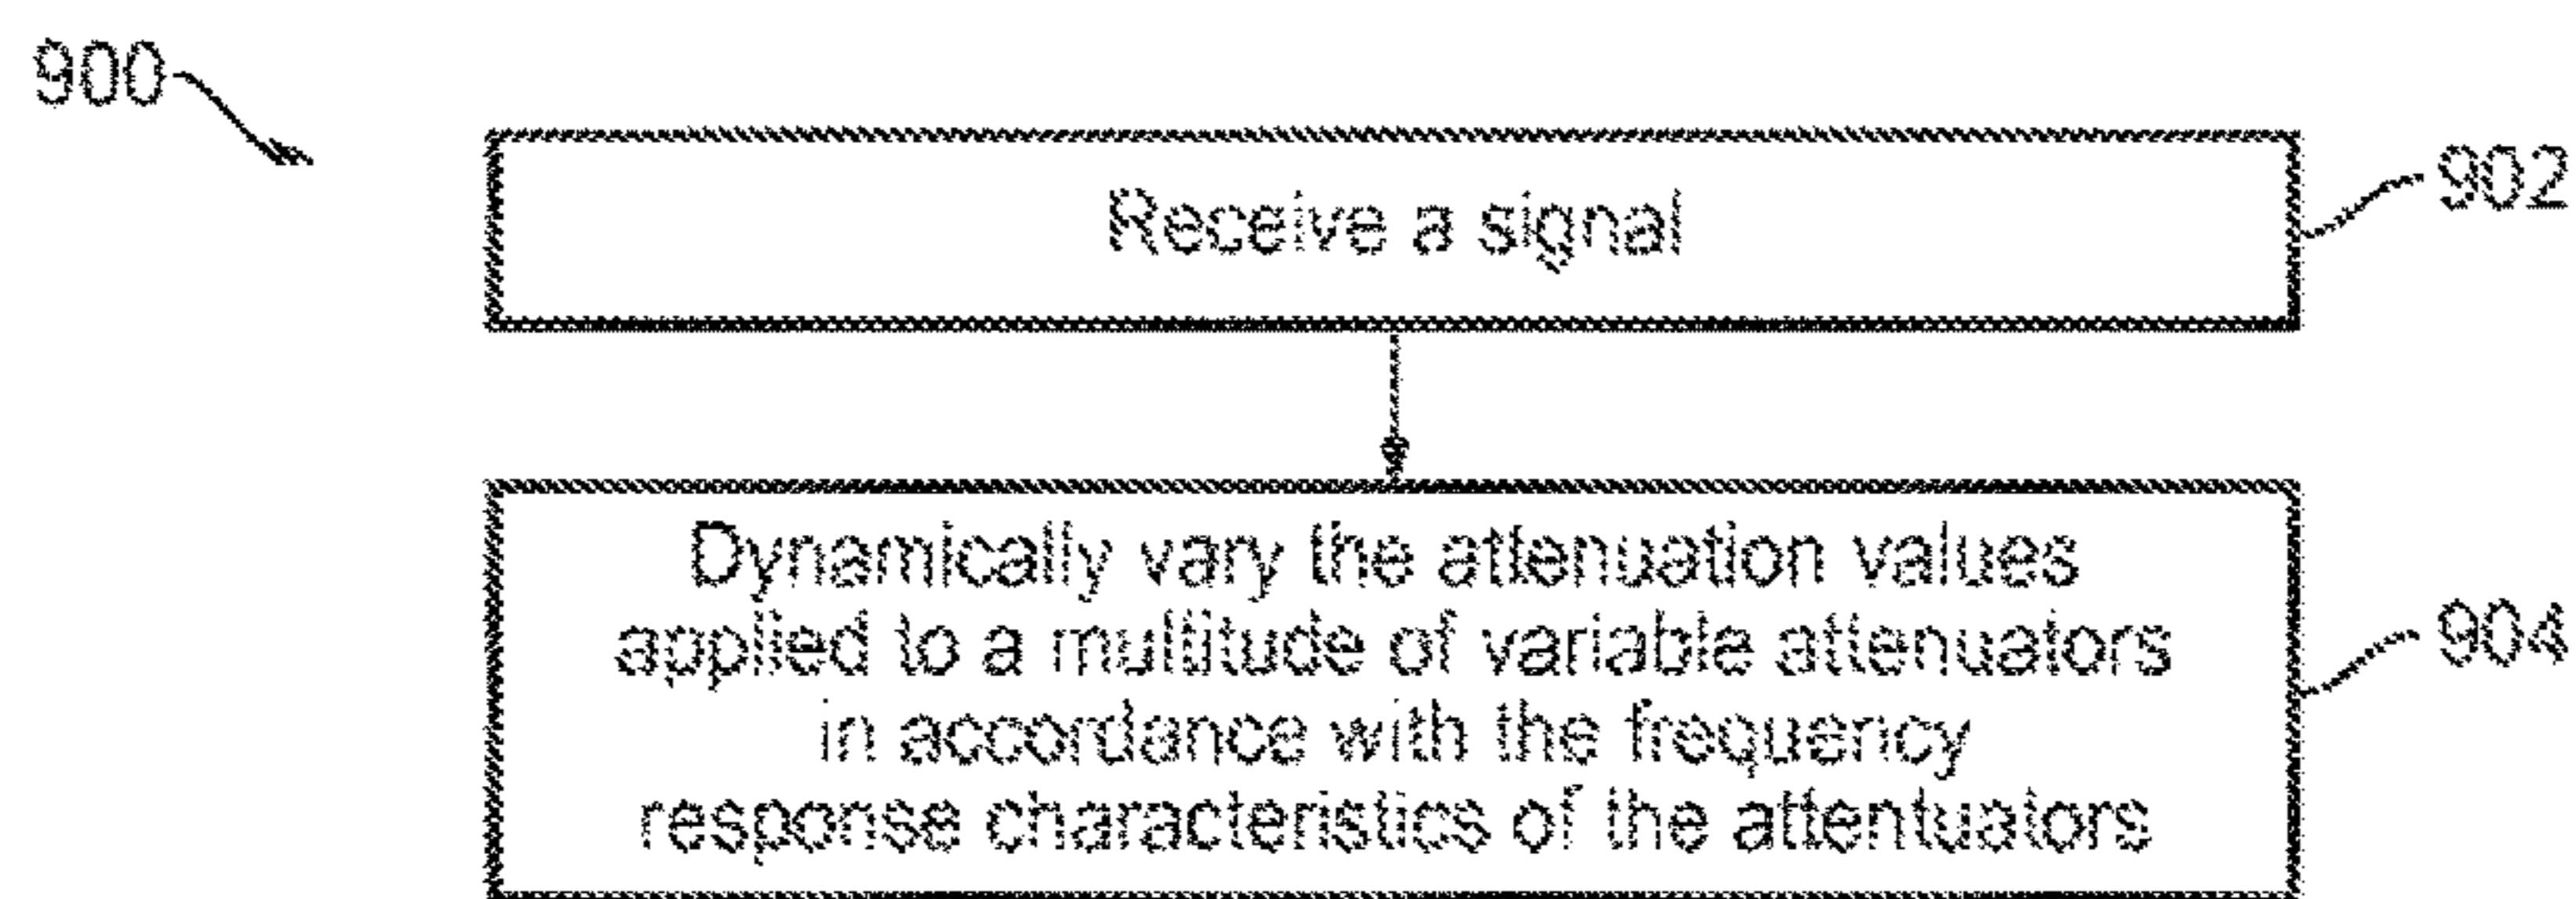 900
Receive a signal
902
Dynamically vary the attenuation values
applied to a multitude of variable attenuators
904
in accordance with the frequency
response characteristics of the attentuators